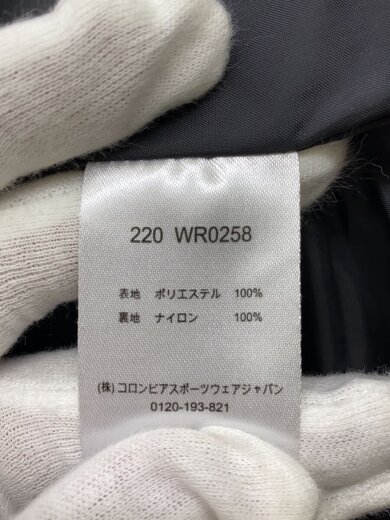 220 WR0258
表地 ポリエステル 100%
裏地 ナイロン 100%
(株)コロンビアスポーツウェアジャパン
0120-193-821